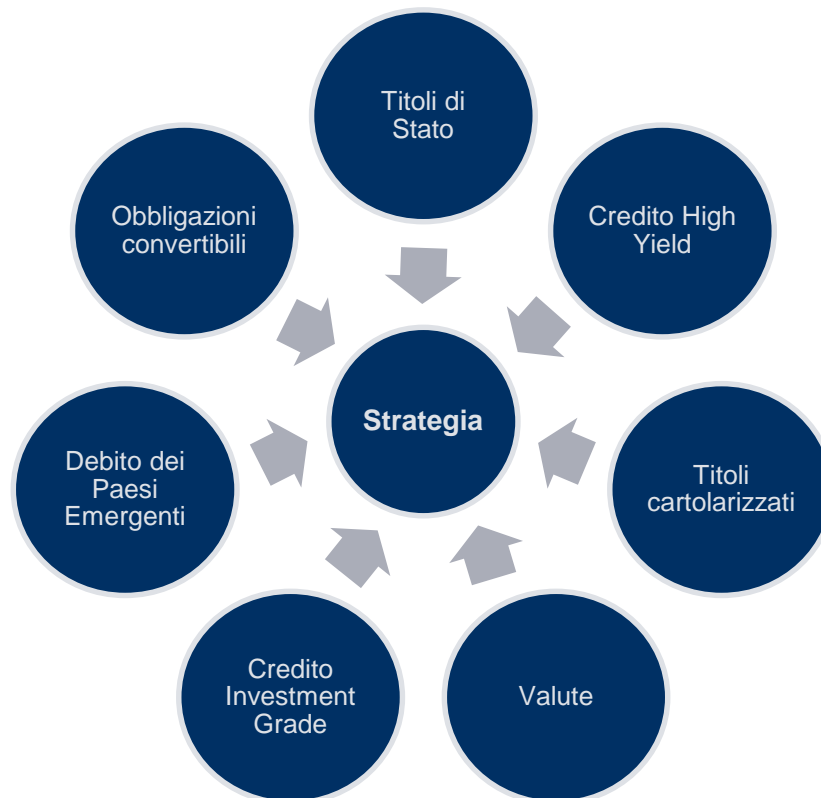 Titoli di
Stato
Obbligazioni
convertibili
Credito High
Yield
Strategia
Debito dei
Paesi
Emergenti
Titoli
cartolarizzati
Credito
Investment
Grade
Valute